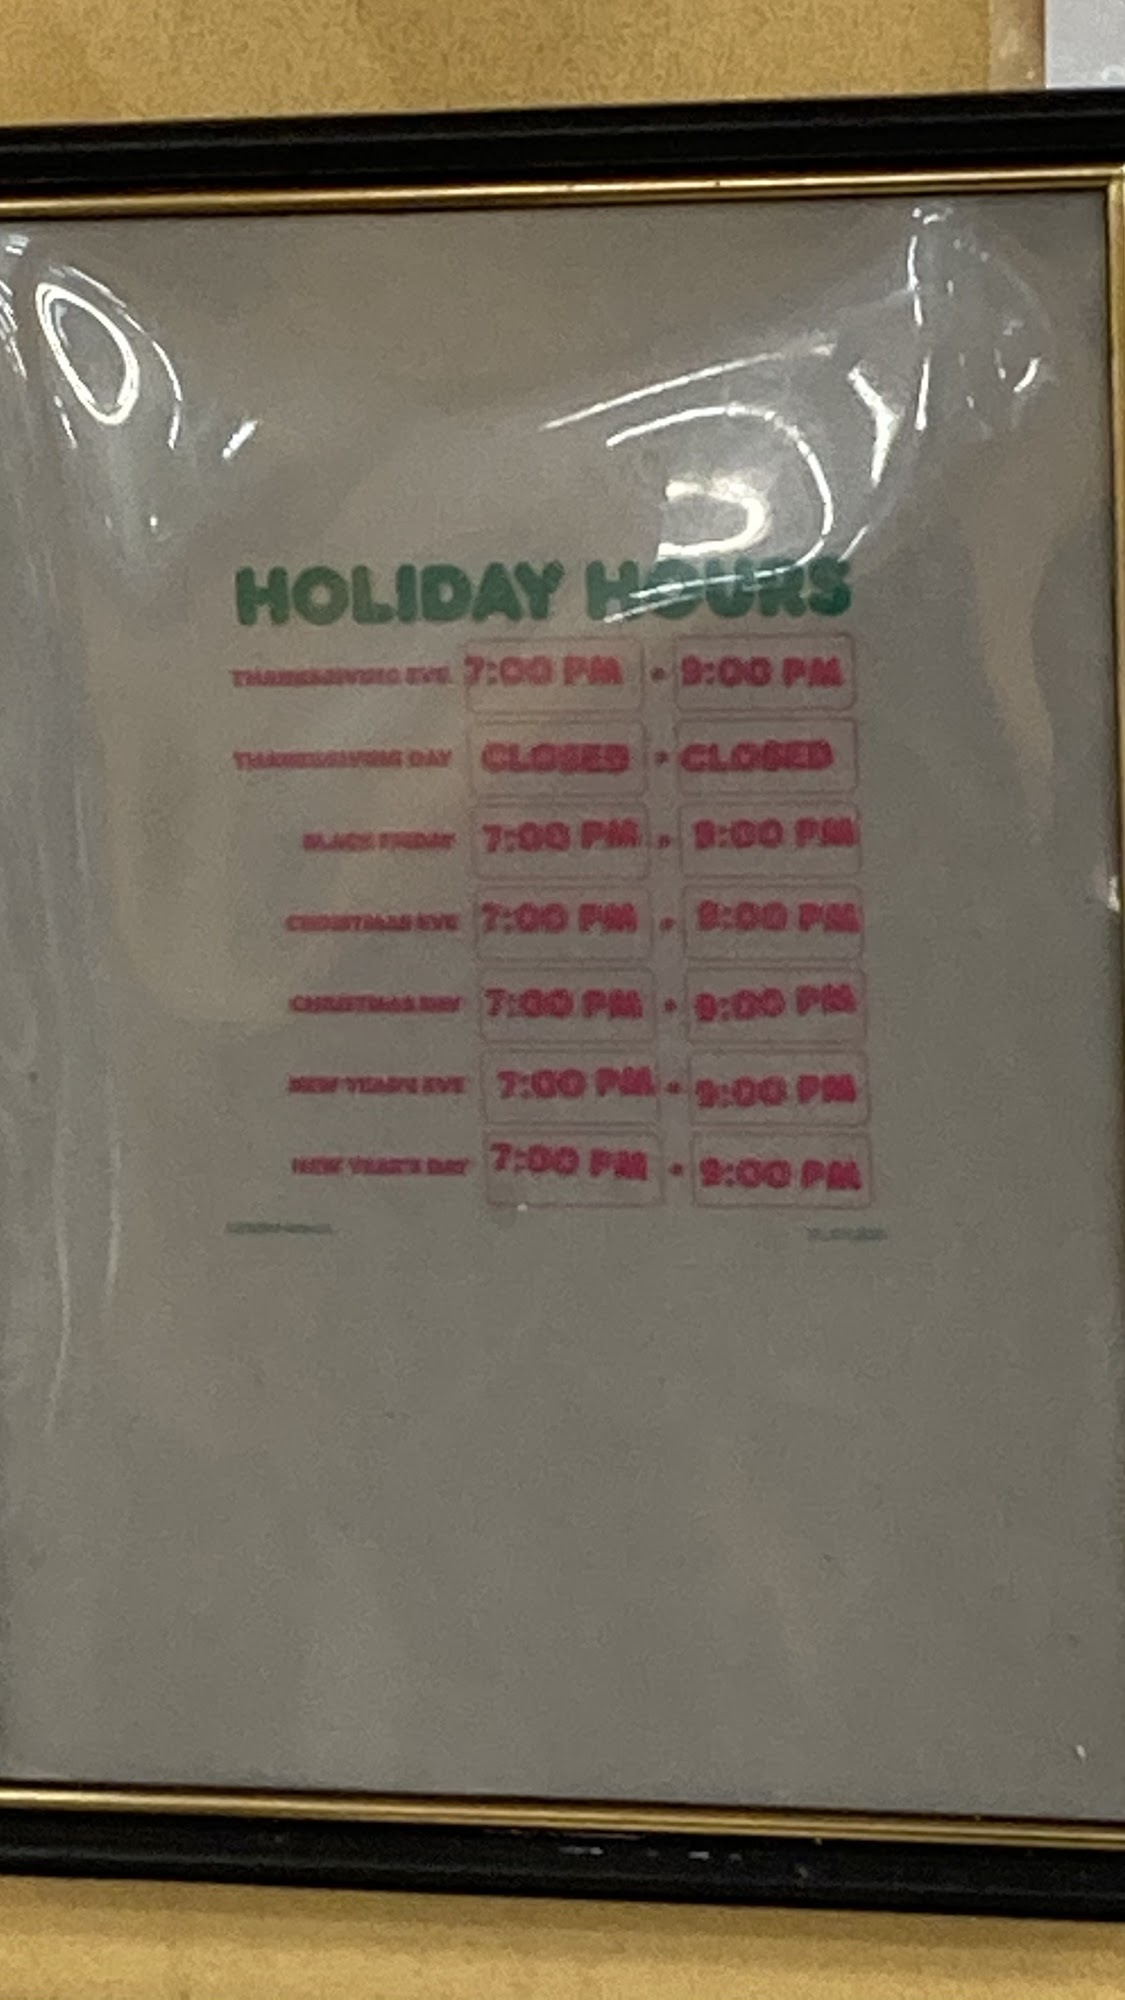 HOLIDAY HOURS
THANKSGIVING EVE 7:00 PM - 9:00 PM
THANKSGIVING DAY CLOSED - CLOSED
BLACK FRIDAY 7:00 PM - 9:00 PM
CHRISTMAS EVE 7:00 PM - 9:00 PM
CHRISTMAS DAY 7:00 PM - 9:00 PM
NEW YEAR'S EVE 7:00 PM - 9:00 PM
NEW YEAR'S DAY 7:00 PM - 9:00 PM